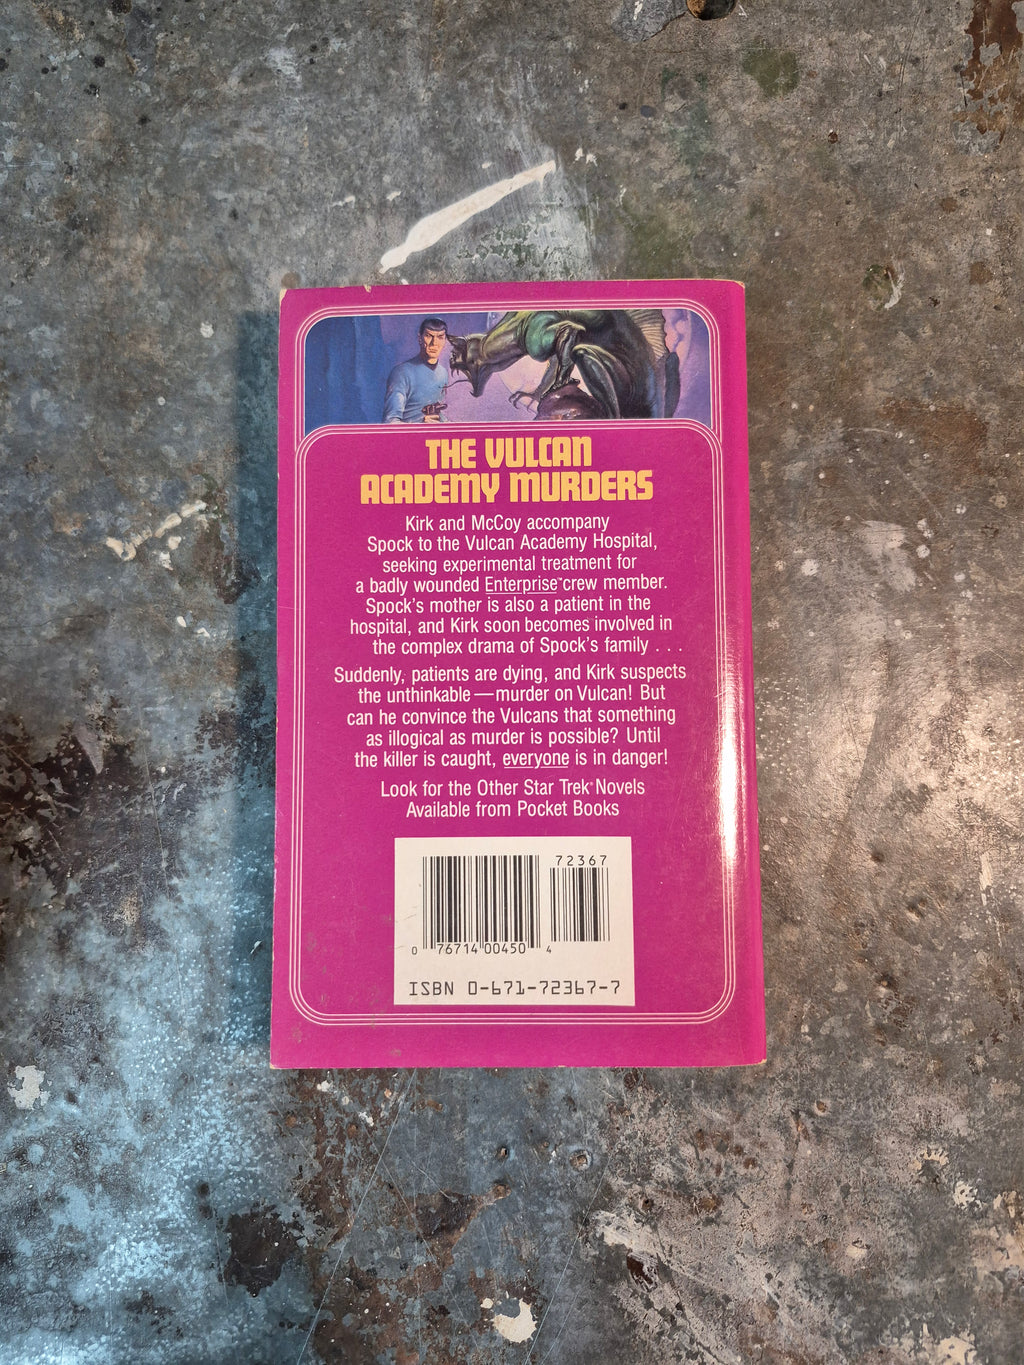 THE VULCAN
ACADEMY MURDERS
Kirk and McCoy accompany
Spock to the Vulcan Academy Hospital,
seeking experimental treatment for
a badly wounded Enterprise™ crew member.
Spock's mother is also a patient in the
hospital, and Kirk soon becomes involved in
the complex drama of Spock's family . . .
Suddenly, patients are dying, and Kirk suspects
the unthinkable—murder on Vulcan! But
can he convince the Vulcans that something
as illogical as murder is possible? Until
the killer is caught, everyone is in danger!
Look for the Other Star Trek® Novels
Available from Pocket Books
72367
0 76714 00450 4
ISBN 0-671-72367-7